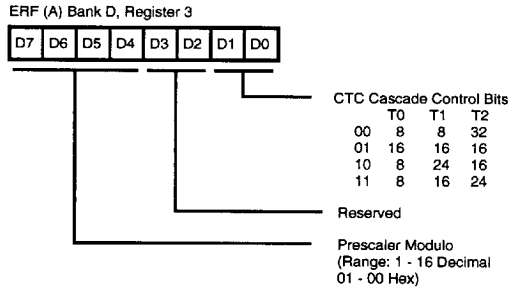 ERF (A) Bank D, Register 3
D7 D6 D5 D4 D3 D2 D1 D0
CTC Cascade Control Bits
T0 T1 T2
00 8 8 32
01 16 16 16
10 8 24 16
11 8 16 24
Reserved
Prescaler Modulo
(Range: 1 - 16 Decimal
01 - 00 Hex)